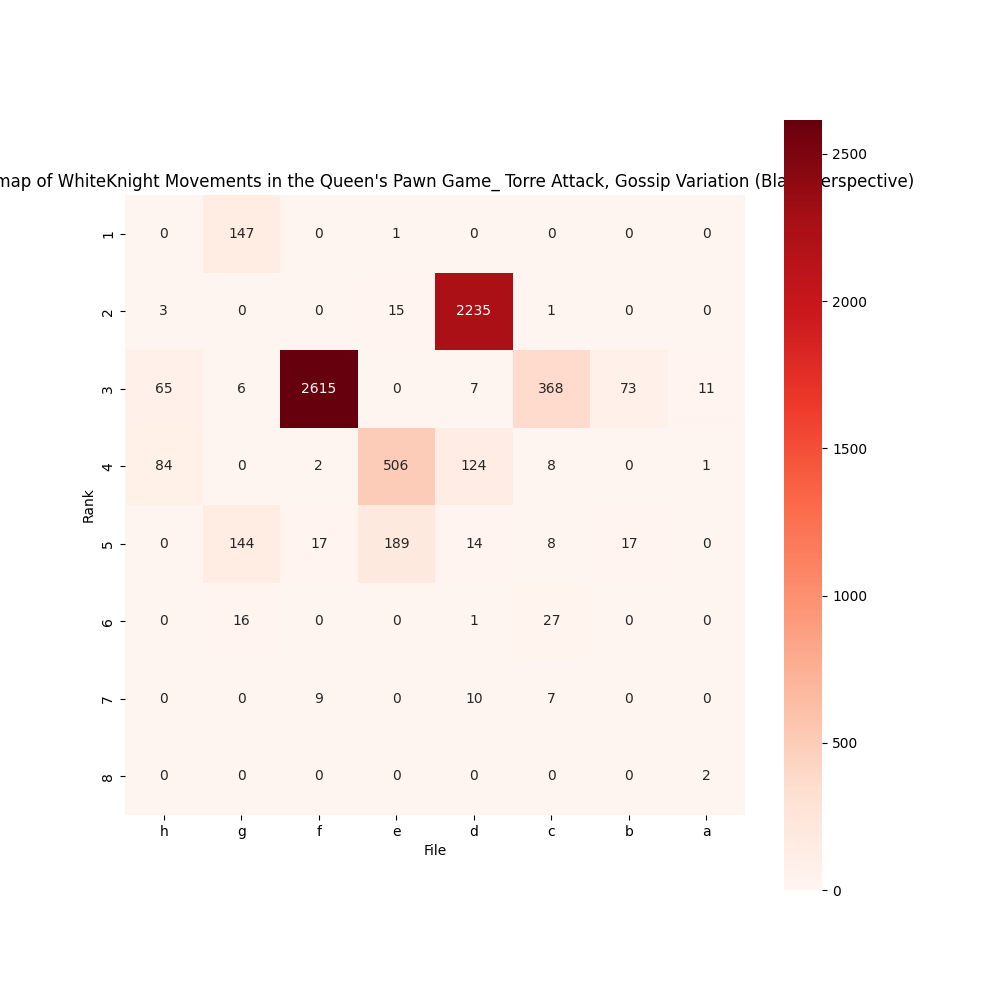 map of WhiteKnight Movements in the Queen's Pawn Game_ Torre Attack, Gossip Variation (Bla erspective)
2500
2000
1500
1000
500
0
Rank
1 0 147 0 1 0 0 0 0
2 3 0 0 15 2235 1 0 0
3 65 6 2615 0 7 368 73 11
4 84 0 2 506 124 8 0 1
5 0 144 17 189 14 8 17 0
6 0 16 0 0 1 27 0 0
7 0 0 9 0 10 7 0 0
8 0 0 0 0 0 0 0 2
h g f e d c b a
File